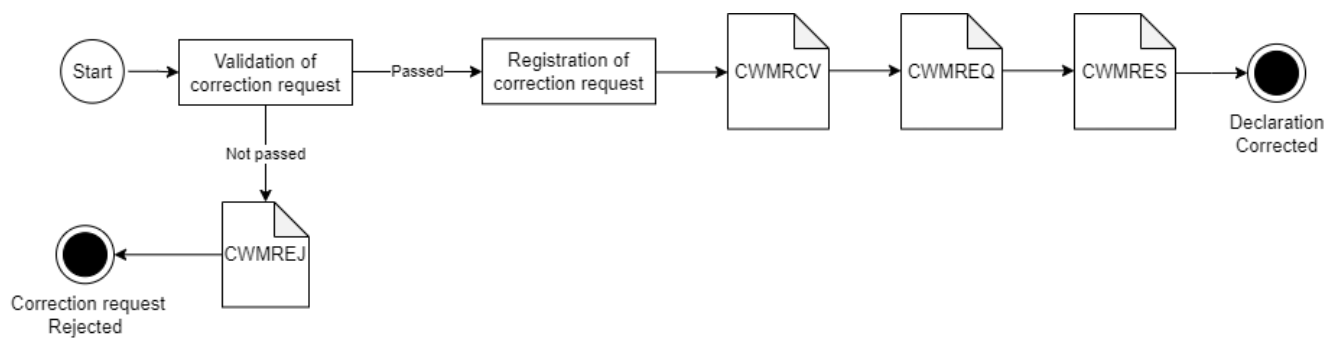 Start
Validation of
correction request
Passed
Registration of
correction request
CWMRCV
CWMREQ
CWMRES
Declaration
Corrected
Not passed
CWMREJ
Correction request
Rejected